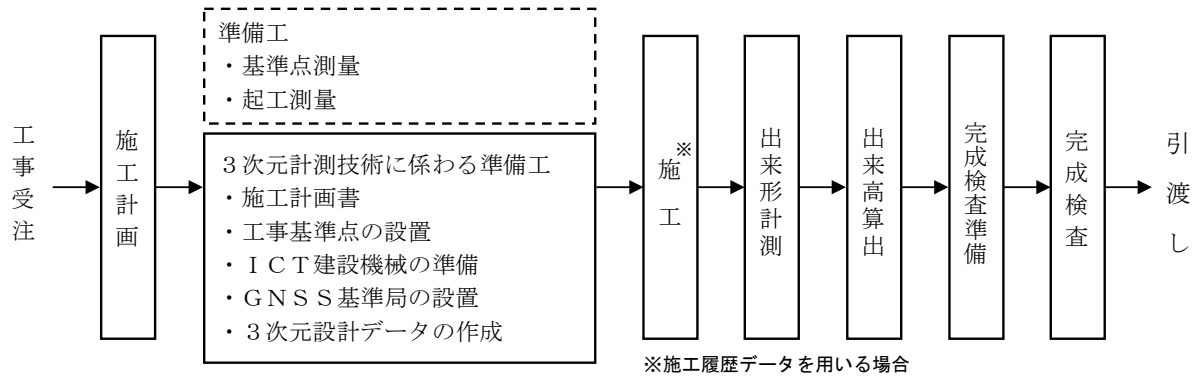 工事受注
施工計画
準備工
・基準点測量
・起工測量
３次元計測技術に係わる準備工
・施工計画書
・工事基準点の設置
・ＩＣＴ建設機械の準備
・ＧＮＳＳ基準局の設置
・３次元設計データの作成
施工※
出来形計測
出来高算出
完成検査準備
完成検査
引渡し
※施工履歴データを用いる場合